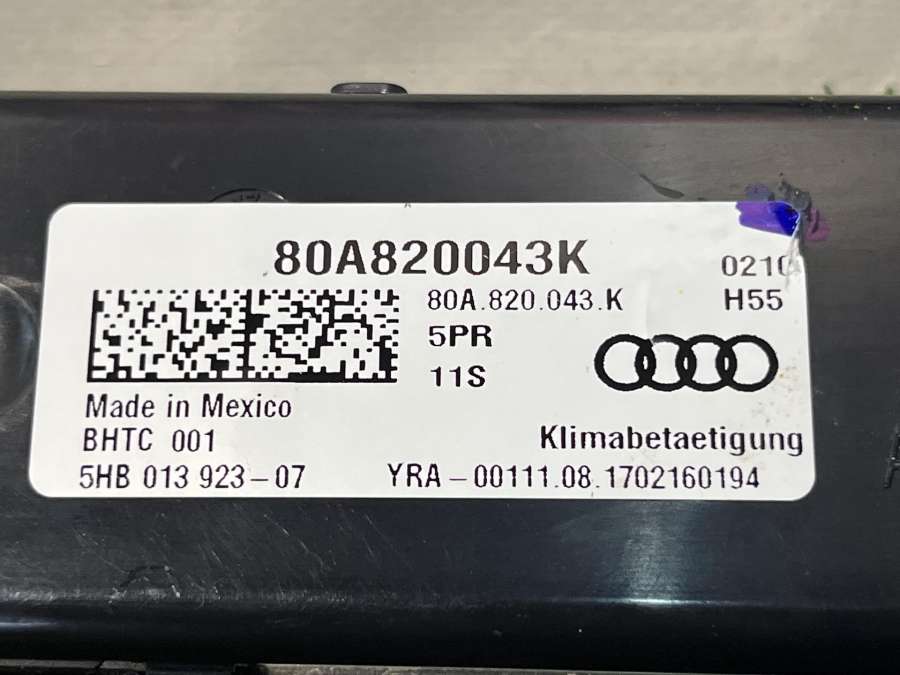 80A820043K
0210
80A.820.043.K
H55
5PR
11S
Made in Mexico
BHTC 001
Klimabetaetigung
5HB 013 923-07
YRA-00111.08.1702160194